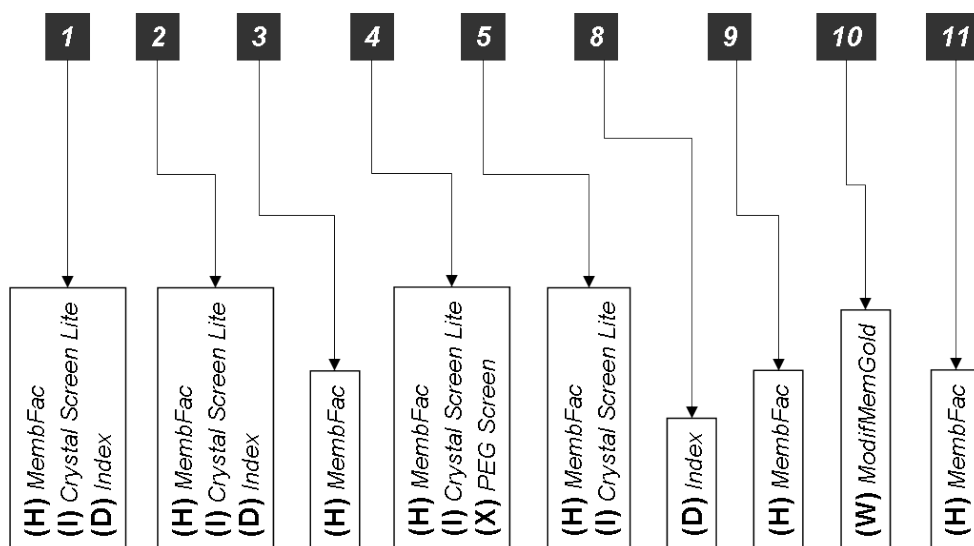 1 2 3 4 5 8 9 10 11
(H) MembFac
(I) Crystal Screen Lite
(D) Index
(H) MembFac
(I) Crystal Screen Lite
(D) Index
(H) MembFac
(H) MembFac
(I) Crystal Screen Lite
(X) PEG Screen
(H) MembFac
(I) Crystal Screen Lite
(D) Index
(H) MembFac
(W) ModifMemGold
(H) MembFac